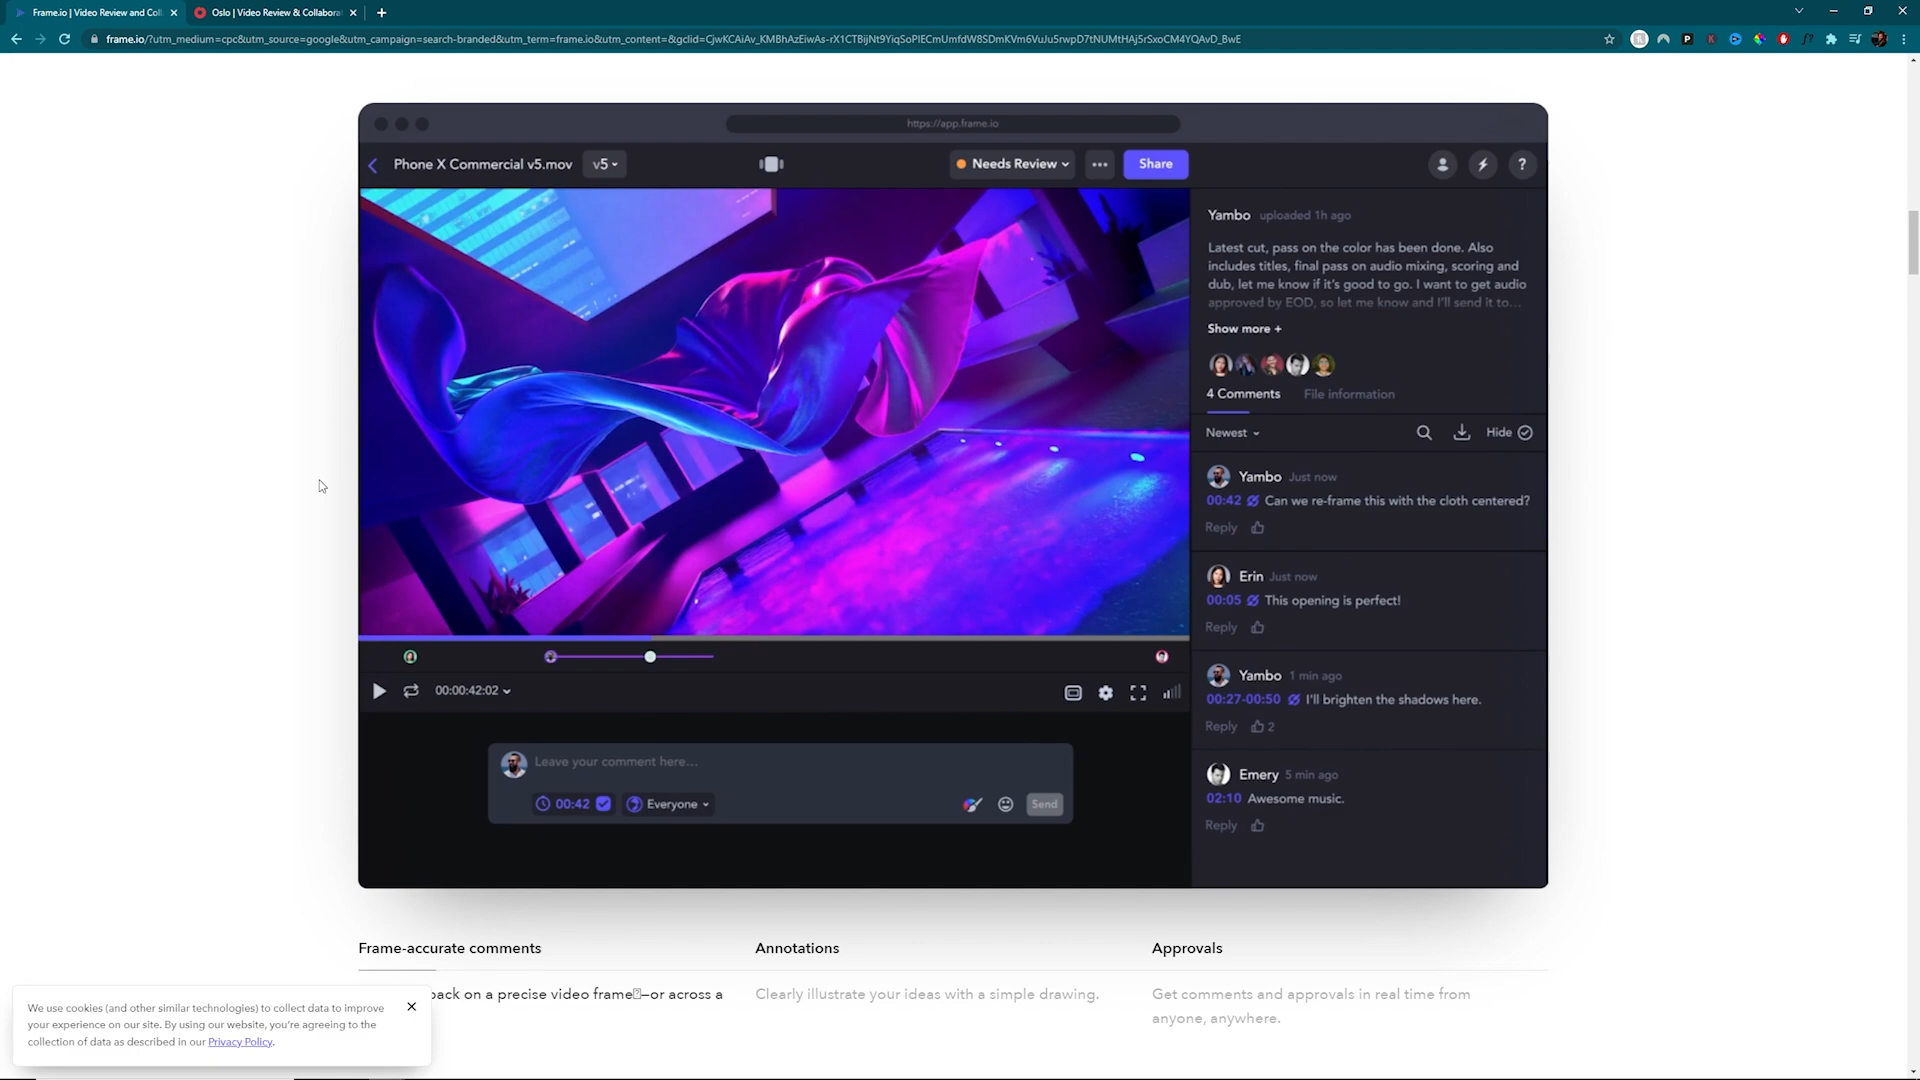 Frame.io | Video Review and Coll
Oslo | Video Review & Collabora
frame.io/?utm_medium=cpc&utm_source=google&utm_campaign=search-branded&utm_term=frame.io&utm_content=&gclid=CjwKCAiAv_KMBhAzEiwAs-rX1CTBijNt9YiqSoPIECmUmfdW8SDmKVm6VuJu5rwpD7tNUMtHAj5rSxoCM4YQAvD_BwE
https://app.frame.io
Phone X Commercial v5.mov
v5
Needs Review
Share
?
Yambo uploaded 1h ago
Latest cut, pass on the color has been done. Also
includes titles, final pass on audio mixing, scoring and
dub, let me know if it's good to go. I want to get audio
approved by EOD, so let me know and I'll send it to...
Show more +
4 Comments
File information
Newest
Hide
Yambo Just now
00:42 Can we re-frame this with the cloth centered?
Reply
Erin Just now
00:05 This opening is perfect!
Reply
Yambo 1 min ago
00:27-00:50 I'll brighten the shadows here.
Reply 2
Emery 5 min ago
02:10 Awesome music.
Reply
00:00:42:02
Leave your comment here...
00:42
Everyone
Send
Frame-accurate comments
back on a precise video frame—or across a
Annotations
Clearly illustrate your ideas with a simple drawing.
Approvals
Get comments and approvals in real time from
anyone, anywhere.
We use cookies (and other similar technologies) to collect data to improve
your experience on our site. By using our website, you're agreeing to the
collection of data as described in our Privacy Policy.